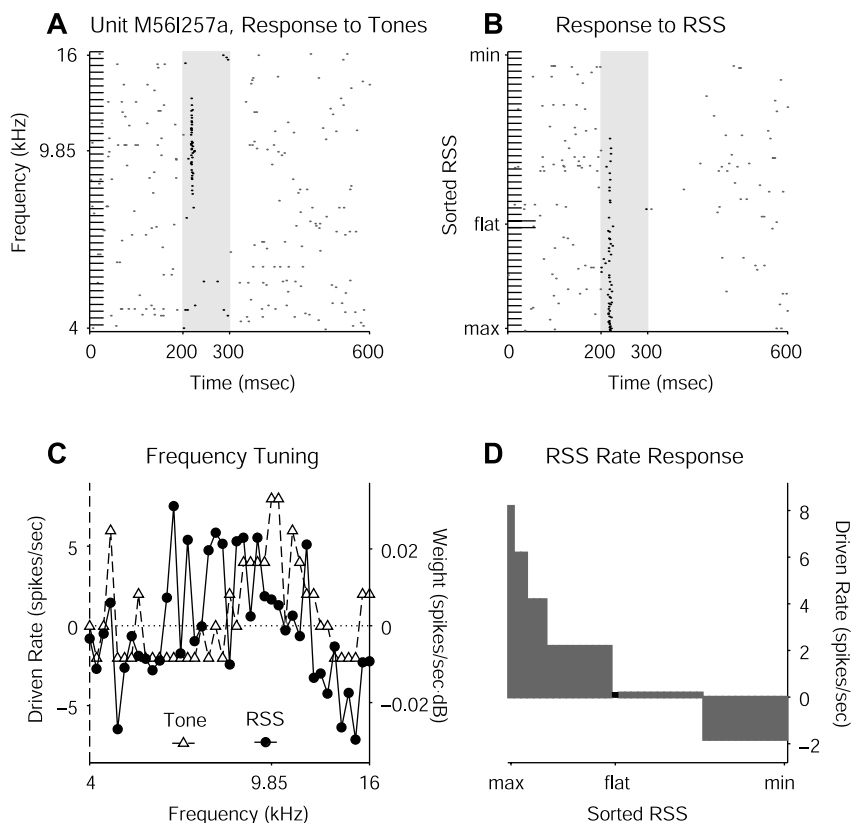 A Unit M56I257a, Response to Tones
16
9.85
4
Frequency (kHz)
0 200 300 600
Time (msec)
B Response to RSS
min
flat
max
Sorted RSS
0 200 300 600
Time (msec)
C Frequency Tuning
5
0
−5
Driven Rate (spikes/sec)
0.02
0
−0.02
Weight (spikes/sec·dB)
Tone RSS
4 9.85 16
Frequency (kHz)
D RSS Rate Response
8
6
4
2
0
−2
Driven Rate (spikes/sec)
max flat min
Sorted RSS